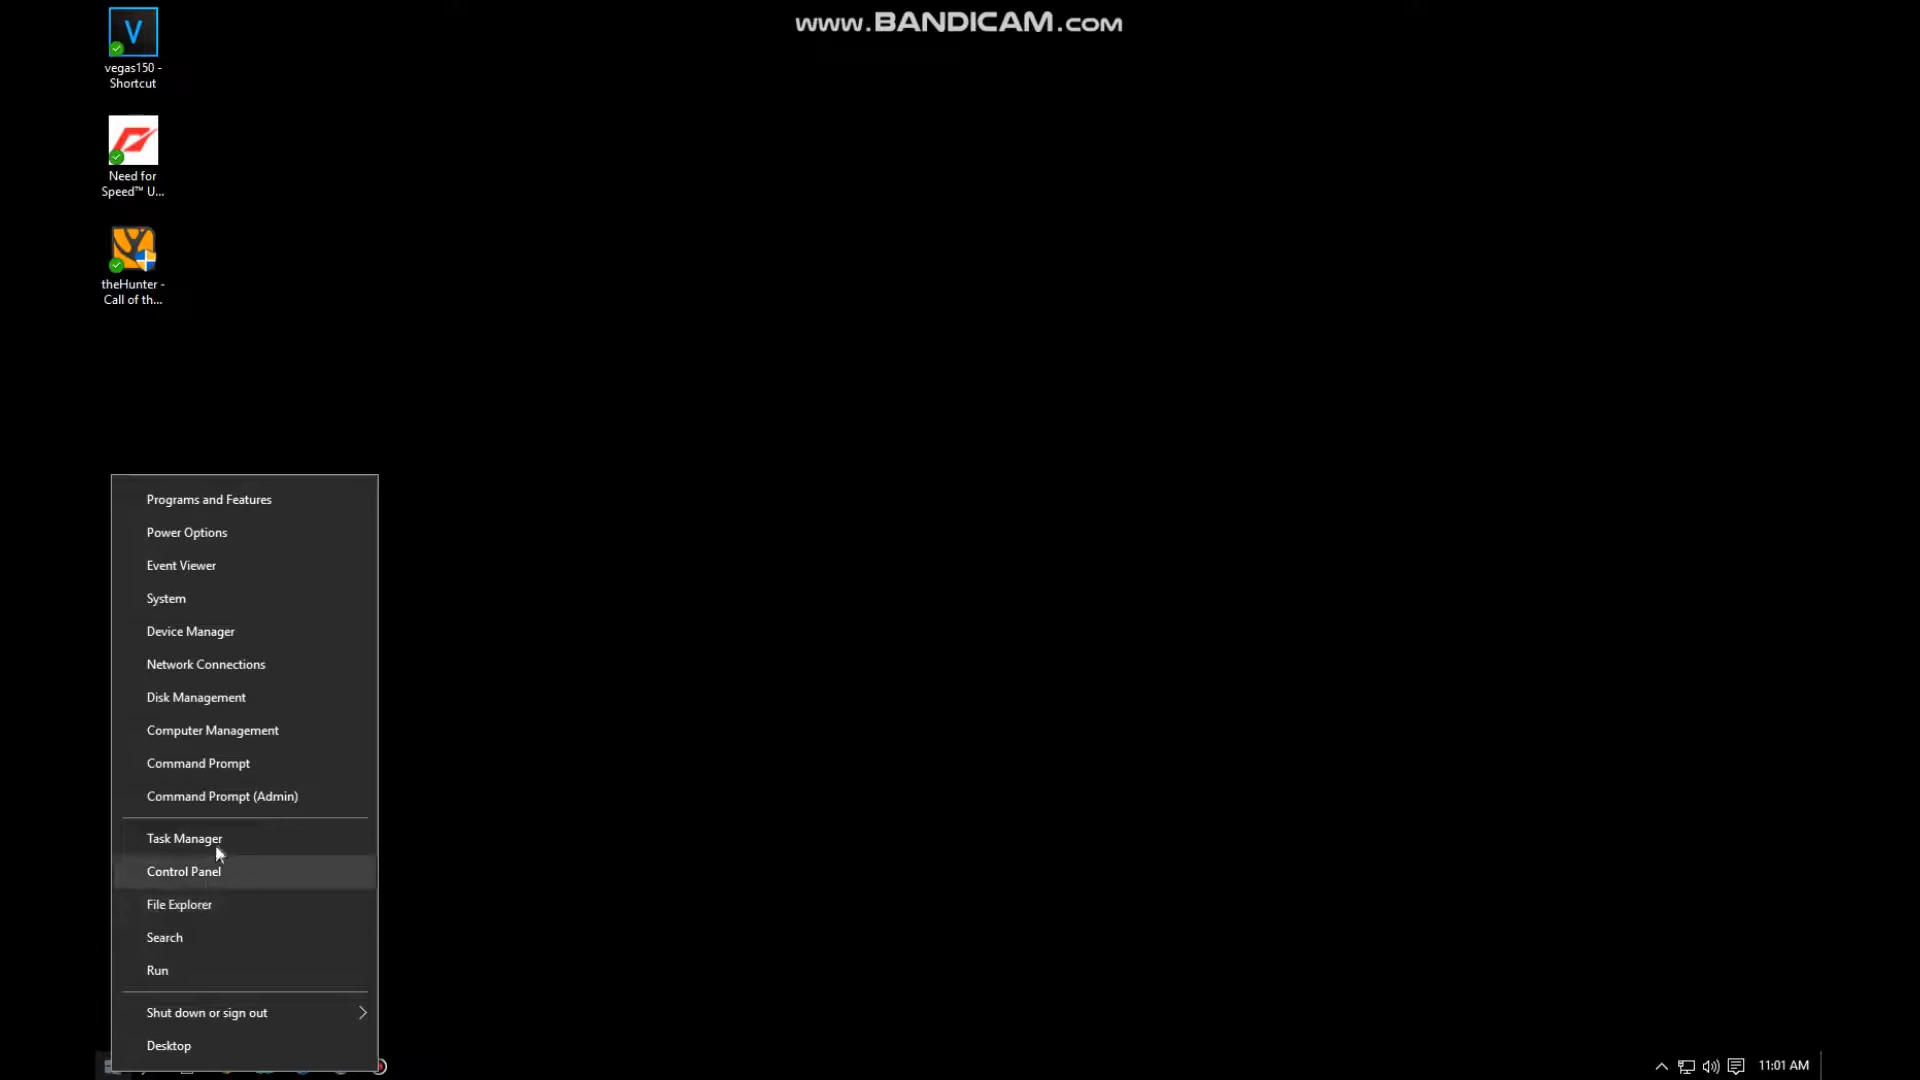 www.BANDICAM.com
vegas150 -
Shortcut
Need for
Speed™ U...
theHunter -
Call of th...
Programs and Features
Power Options
Event Viewer
System
Device Manager
Network Connections
Disk Management
Computer Management
Command Prompt
Command Prompt (Admin)
Task Manager
Control Panel
File Explorer
Search
Run
Shut down or sign out
Desktop
11:01 AM